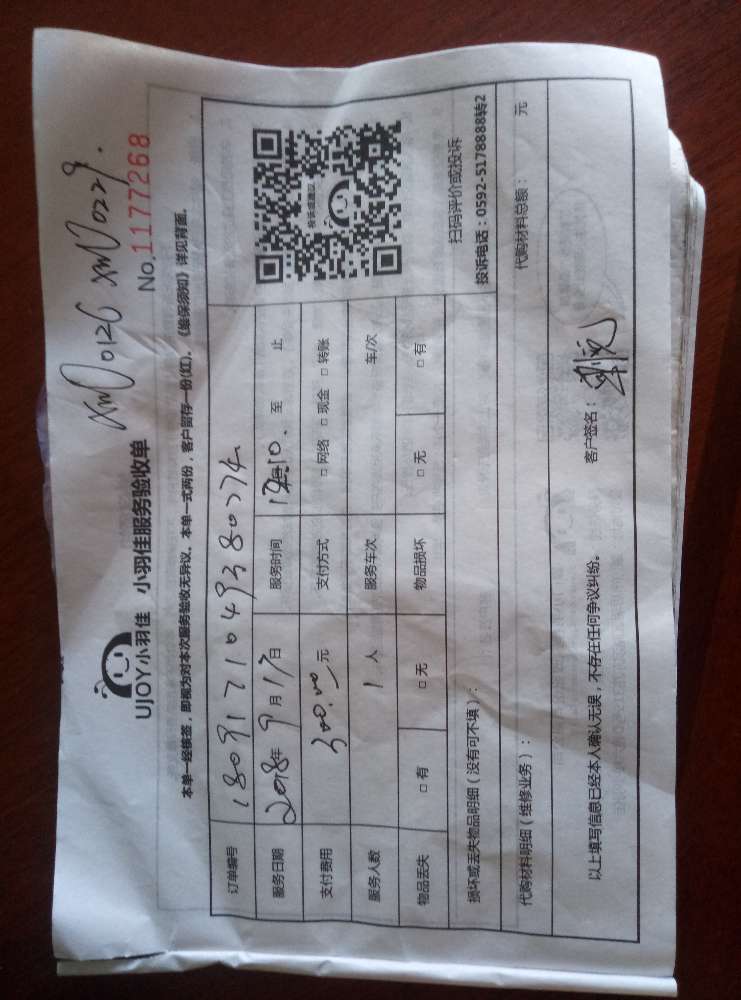 XMD0126 XMD0229.
UJOY小羽佳 小羽佳服务验收单
No.1177268
本单一经核签，即视为对本次服务验收无异议。本单一式两份，客户留存一份(红)。《维保须知》详见背面。
订单编号 1809171049380274
服务日期 2018年 9月17日 服务时间 至 止
支付费用 300.00元 支付方式 □网络 □现金 □转账
服务人数 1 人 服务车次 车/次
物品丢失 □有 □无 物品损坏 □无 □有
扫码评价或投诉
投诉电话：0592-5178888转2
损坏或丢失物品明细（没有可不填）：
代购材料明细（维修业务）： 代购材料总额： 元
以上填写信息已经本人确认无误，不存在任何争议纠纷。 客户签名：